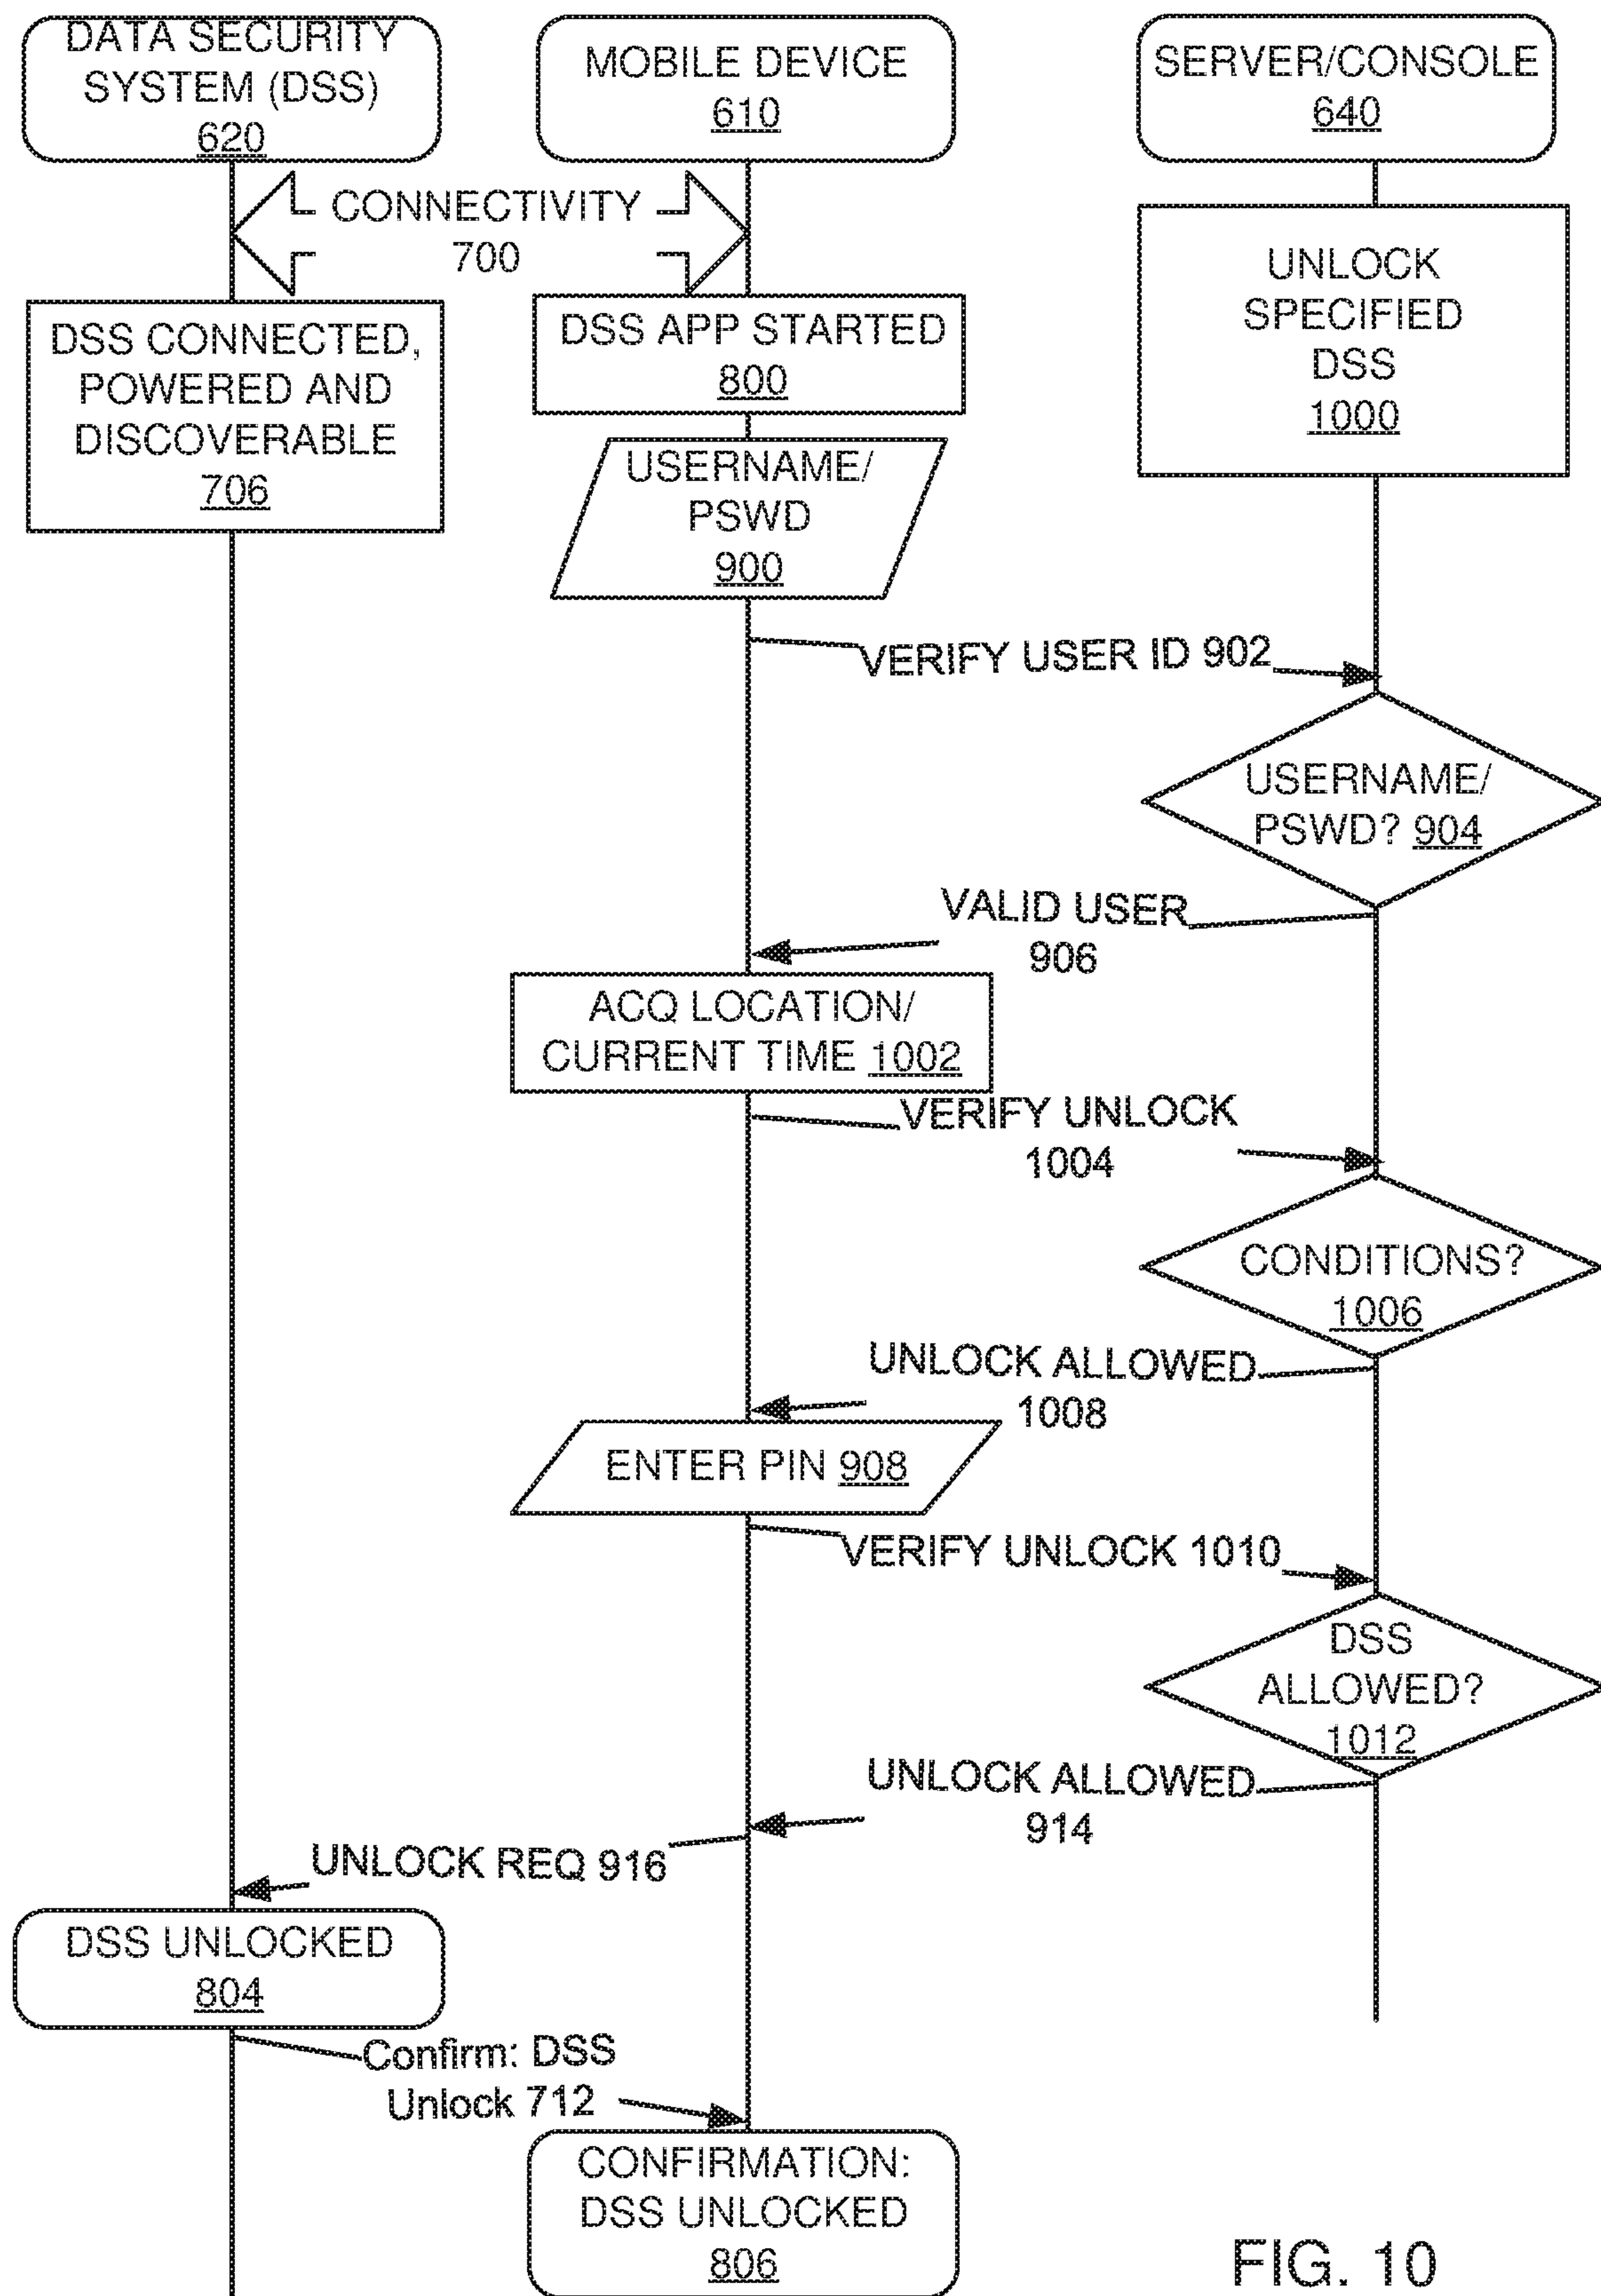 DATA SECURITY
SYSTEM (DSS)
620
MOBILE DEVICE
610
SERVER/CONSOLE
640
CONNECTIVITY
700
DSS CONNECTED,
POWERED AND
DISCOVERABLE
706
DSS APP STARTED
800
UNLOCK
SPECIFIED
DSS
1000
USERNAME/
PSWD
900
VERIFY USER ID 902
USERNAME/
PSWD? 904
VALID USER
906
ACQ LOCATION/
CURRENT TIME 1002
VERIFY UNLOCK
1004
CONDITIONS?
1006
UNLOCK ALLOWED
1008
ENTER PIN 908
VERIFY UNLOCK 1010
DSS
ALLOWED?
1012
UNLOCK ALLOWED
914
UNLOCK REQ 916
DSS UNLOCKED
804
Confirm: DSS
Unlock 712
CONFIRMATION:
DSS UNLOCKED
806
FIG. 10